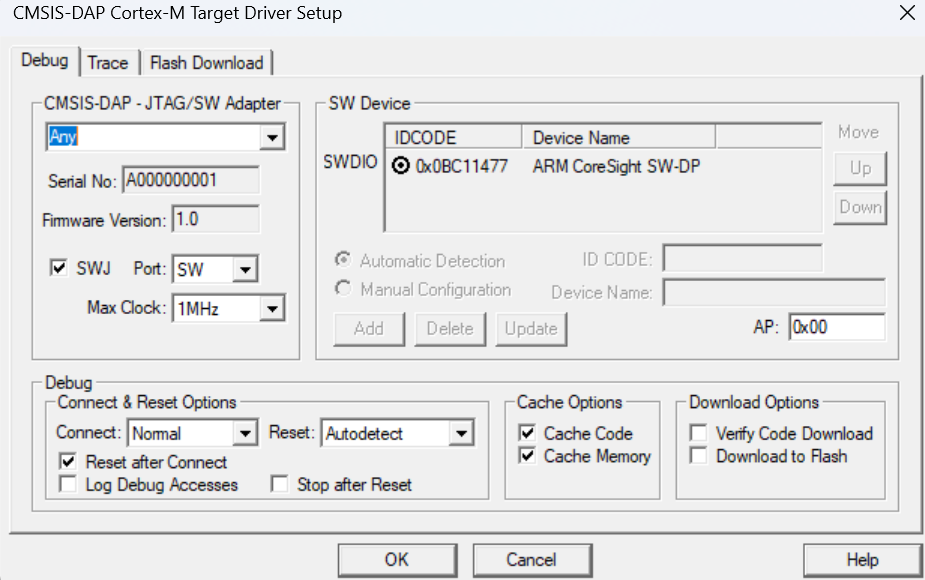 CMSIS-DAP Cortex-M Target Driver Setup
Debug Trace Flash Download
CMSIS-DAP - JTAG/SW Adapter
Any
Serial No: A000000001
Firmware Version: 1.0
SWJ Port: SW
Max Clock: 1MHz
SW Device
IDCODE Device Name
SWDIO 0x0BC11477 ARM CoreSight SW-DP
Move
Up
Down
Automatic Detection ID CODE:
Manual Configuration Device Name:
Add Delete Update AP: 0x00
Debug
Connect & Reset Options
Connect: Normal Reset: Autodetect
Reset after Connect
Log Debug Accesses Stop after Reset
Cache Options
Cache Code
Cache Memory
Download Options
Verify Code Download
Download to Flash
OK Cancel Help